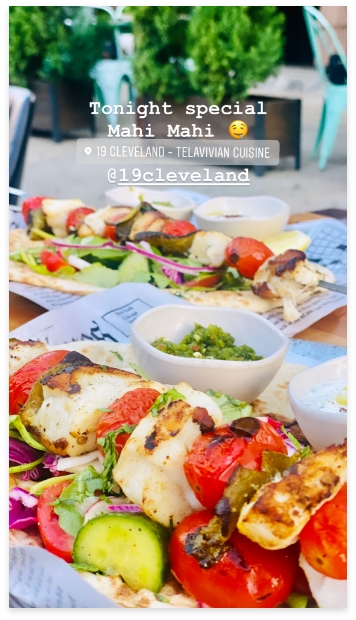 Tonight special
Mahi Mahi 🤤
19 CLEVELAND - TELAVIVIAN CUISINE
@19cleveland